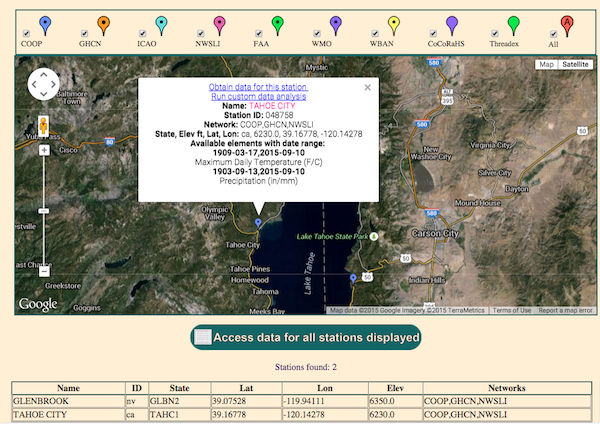 COOP GHCN ICAO NWSLI FAA WMO WBAN CoCoRaHS Threadex All
A
Mystic
Map Satellite
Baltimore
Town
Obtain data for this station
Run custom data analysis
Name: TAHOE CITY
Station ID: 048758
Network: COOP,GHCN,NWSLI
State, Elev ft, Lat, Lon: ca, 6230.0, 39.16778, -120.14278
Available elements with date range:
1909-03-17,2015-09-10
Maximum Daily Temperature (F/C)
1903-09-13,2015-09-10
Precipitation (in/mm)
580
395
80
Cisco
New
Washoe City
Virginia City
Silver City
Dayton
Mound House
Olympic
Valley
580
Carson City
50
Lake Tahoe State Park
Tahoe City
Tahoe Pines
Homewood
Tahoma
Meeks Bay
Lake Tahoe
50
580
Indian Hills
Greekstore
Goggins
Google
Map data ©2015 Google Imagery ©2015 TerraMetrics Terms of Use Report a map error
Access data for all stations displayed
Stations found: 2
Name ID State Lat Lon Elev Networks
GLENBROOK nv GLBN2 39.07528 -119.94111 6350.0 COOP,GHCN,NWSLI
TAHOE CITY ca TAHC1 39.16778 -120.14278 6230.0 COOP,GHCN,NWSLI